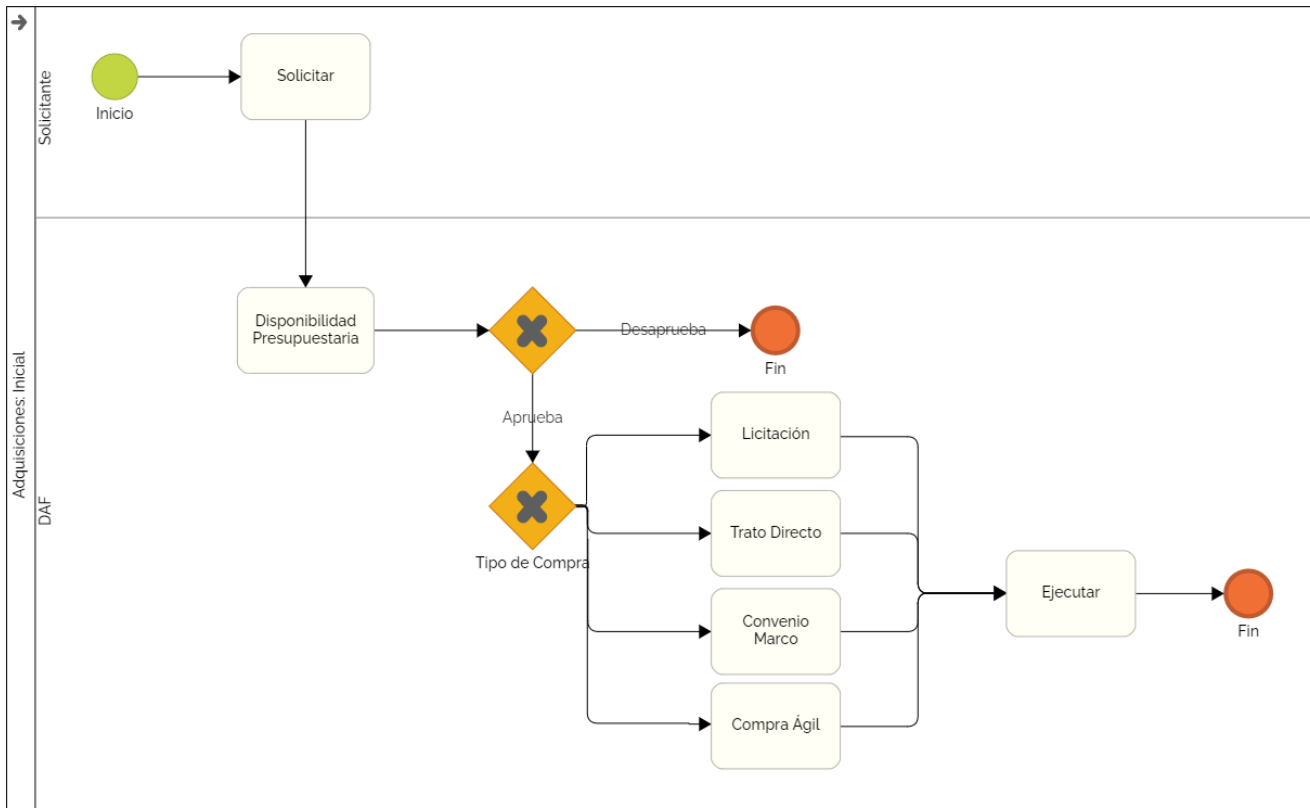 Adquisiciones: Inicial
Solicitante
Inicio
Solicitar
DAF
Disponibilidad
Presupuestaria
Desaprueba
Fin
Aprueba
Tipo de Compra
Licitación
Trato Directo
Convenio
Marco
Compra Ágil
Ejecutar
Fin